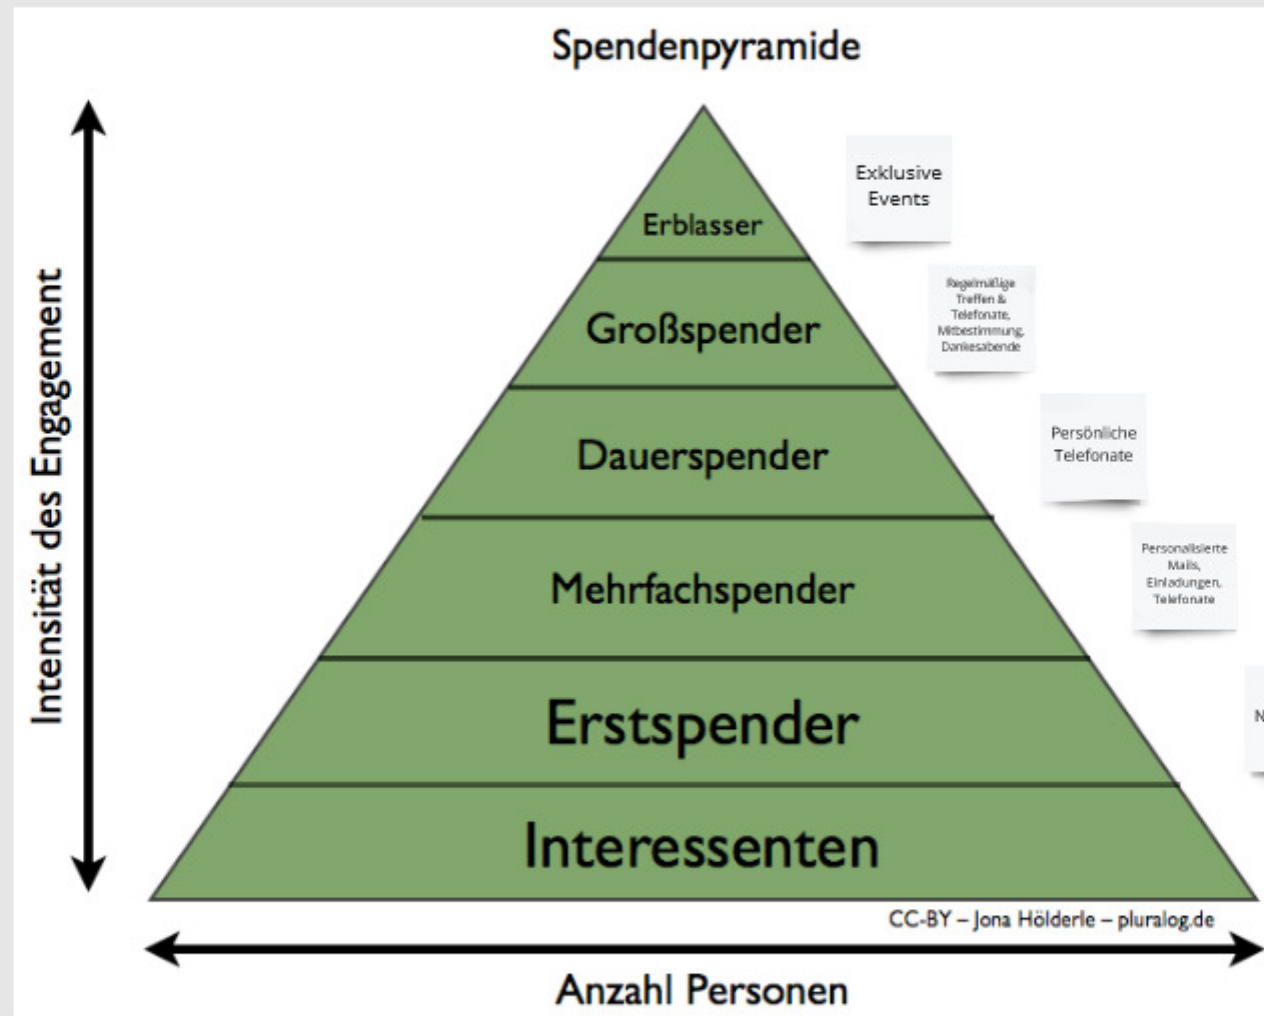 Spendenpyramide
Exklusive
Events
Erblasser
Regelmäßige
Treffen &
Telefonate,
Mitbestimmung,
Dankesabende
Großspender
Persönliche
Telefonate
Dauerspender
Personalisierte
Mails,
Einladungen,
Telefonate
Mehrfachspender
Erstspender
N
Interessenten
Intensität des Engagement
CC-BY – Jona Hölderle – pluralog.de
Anzahl Personen